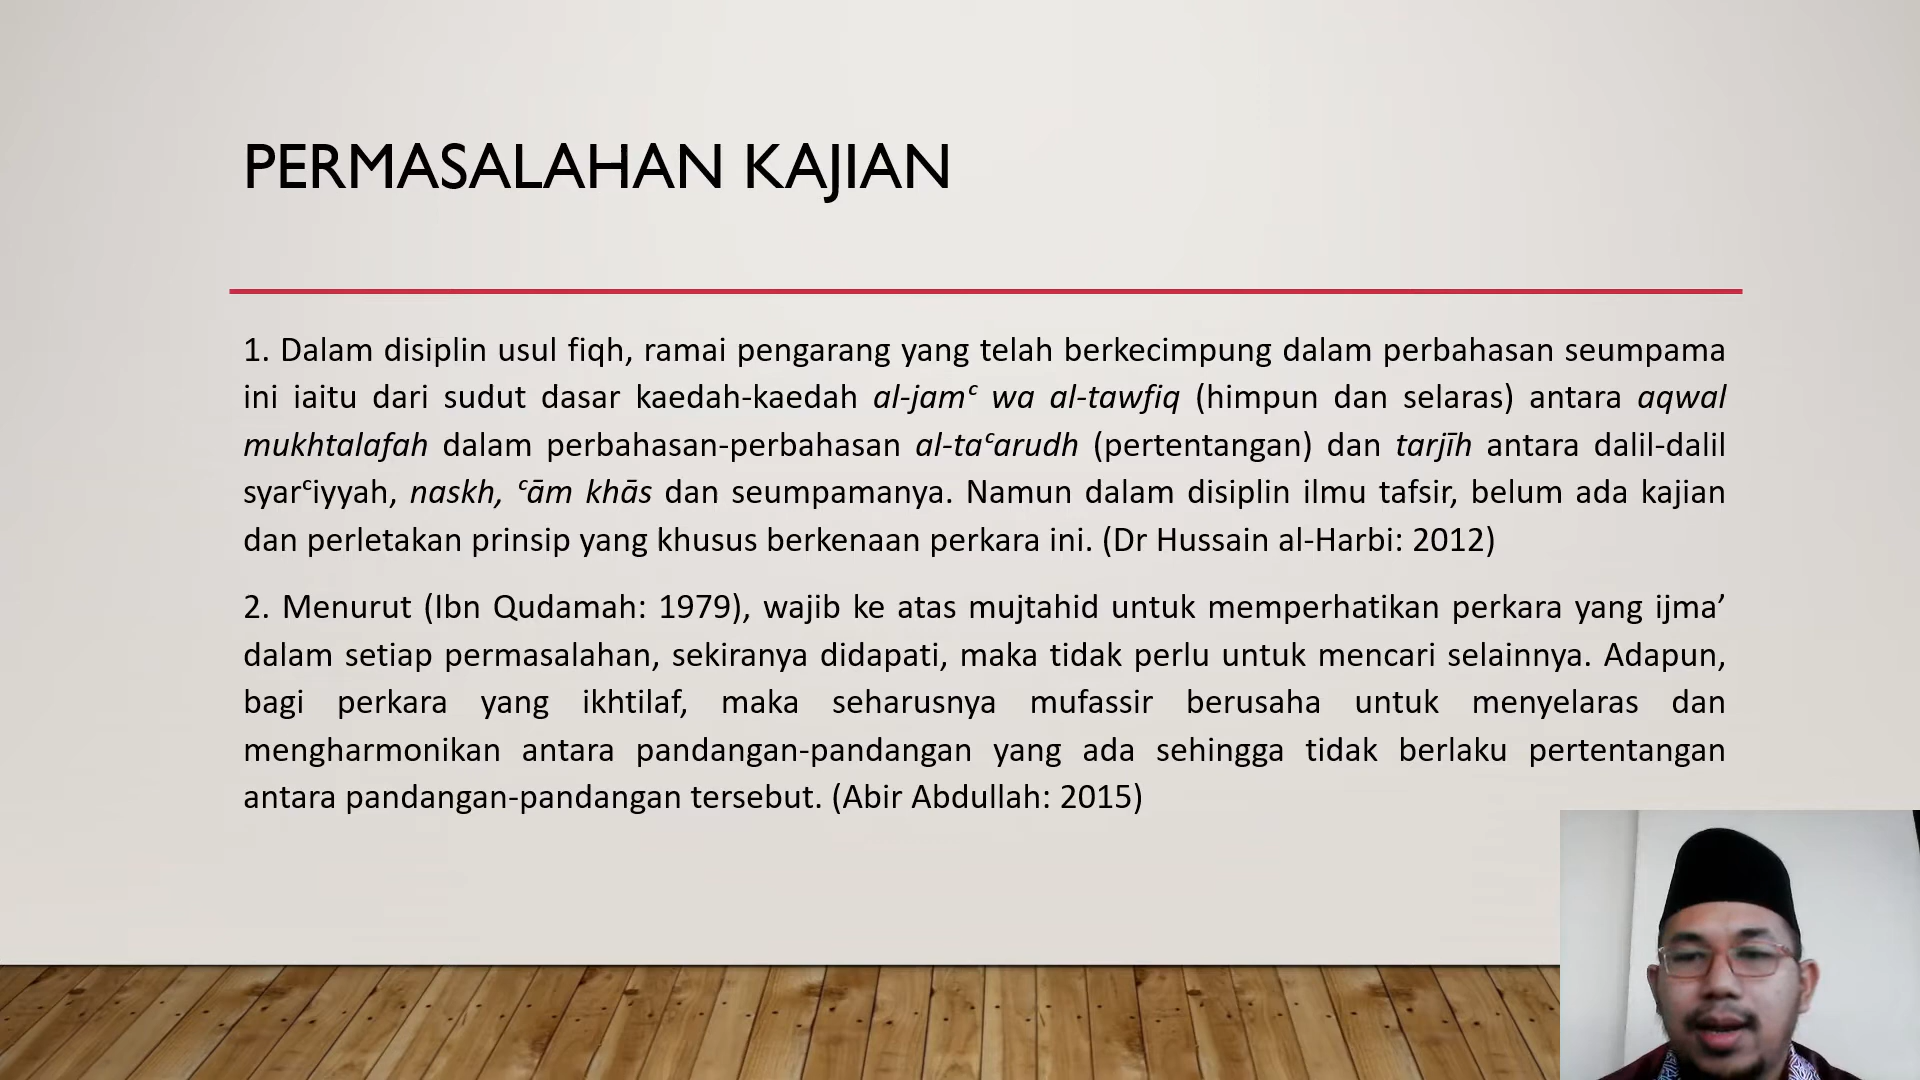 PERMASALAHAN KAJIAN
1. Dalam disiplin usul fiqh, ramai pengarang yang telah berkecimpung dalam perbahasan seumpama
ini iaitu dari sudut dasar kaedah-kaedah al-jamᶜ wa al-tawfiq (himpun dan selaras) antara aqwal
mukhtalafah dalam perbahasan-perbahasan al-taᶜarudh (pertentangan) dan tarjīh antara dalil-dalil
syarᶜiyyah, naskh, ᶜām khās dan seumpamanya. Namun dalam disiplin ilmu tafsir, belum ada kajian
dan perletakan prinsip yang khusus berkenaan perkara ini. (Dr Hussain al-Harbi: 2012)
2. Menurut (Ibn Qudamah: 1979), wajib ke atas mujtahid untuk memperhatikan perkara yang ijma’
dalam setiap permasalahan, sekiranya didapati, maka tidak perlu untuk mencari selainnya. Adapun,
bagi perkara yang ikhtilaf, maka seharusnya mufassir berusaha untuk menyelaras dan
mengharmonikan antara pandangan-pandangan yang ada sehingga tidak berlaku pertentangan
antara pandangan-pandangan tersebut. (Abir Abdullah: 2015)